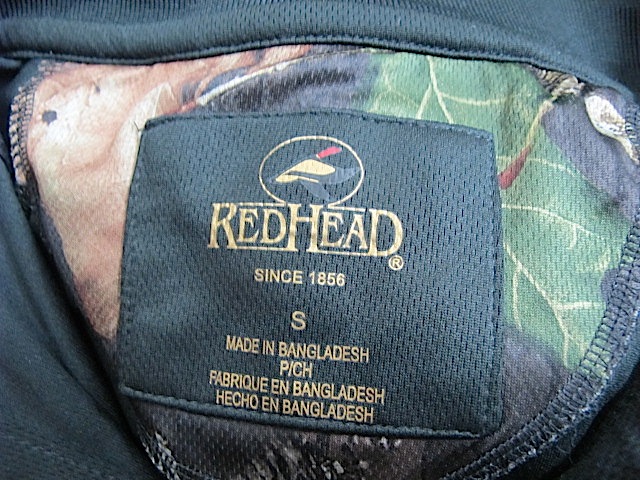 REDHEAD®
SINCE 1856
S
MADE IN BANGLADESH
P/CH
FABRIQUE EN BANGLADESH
HECHO EN BANGLADESH